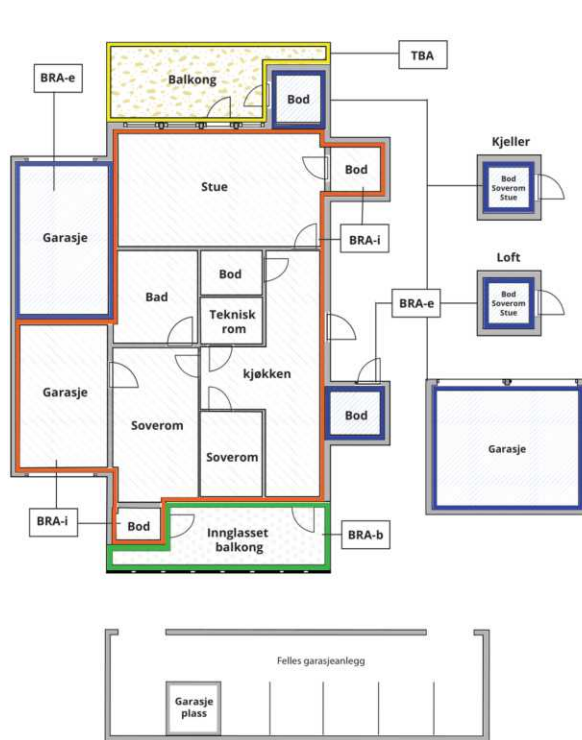 TBA
BRA-e
Balkong
Bod
Kjeller
Bod
Soverom
Stue
Stue
Bod
Garasje
BRA-i
Loft
Bod
Soverom
Stue
Bod
Bad
BRA-e
Teknisk
rom
Garasje
kjøkken
Bod
Soverom
Garasje
Soverom
BRA-i
Bod
Innglasset
balkong
BRA-b
Felles garasjeanlegg
Garasje
plass